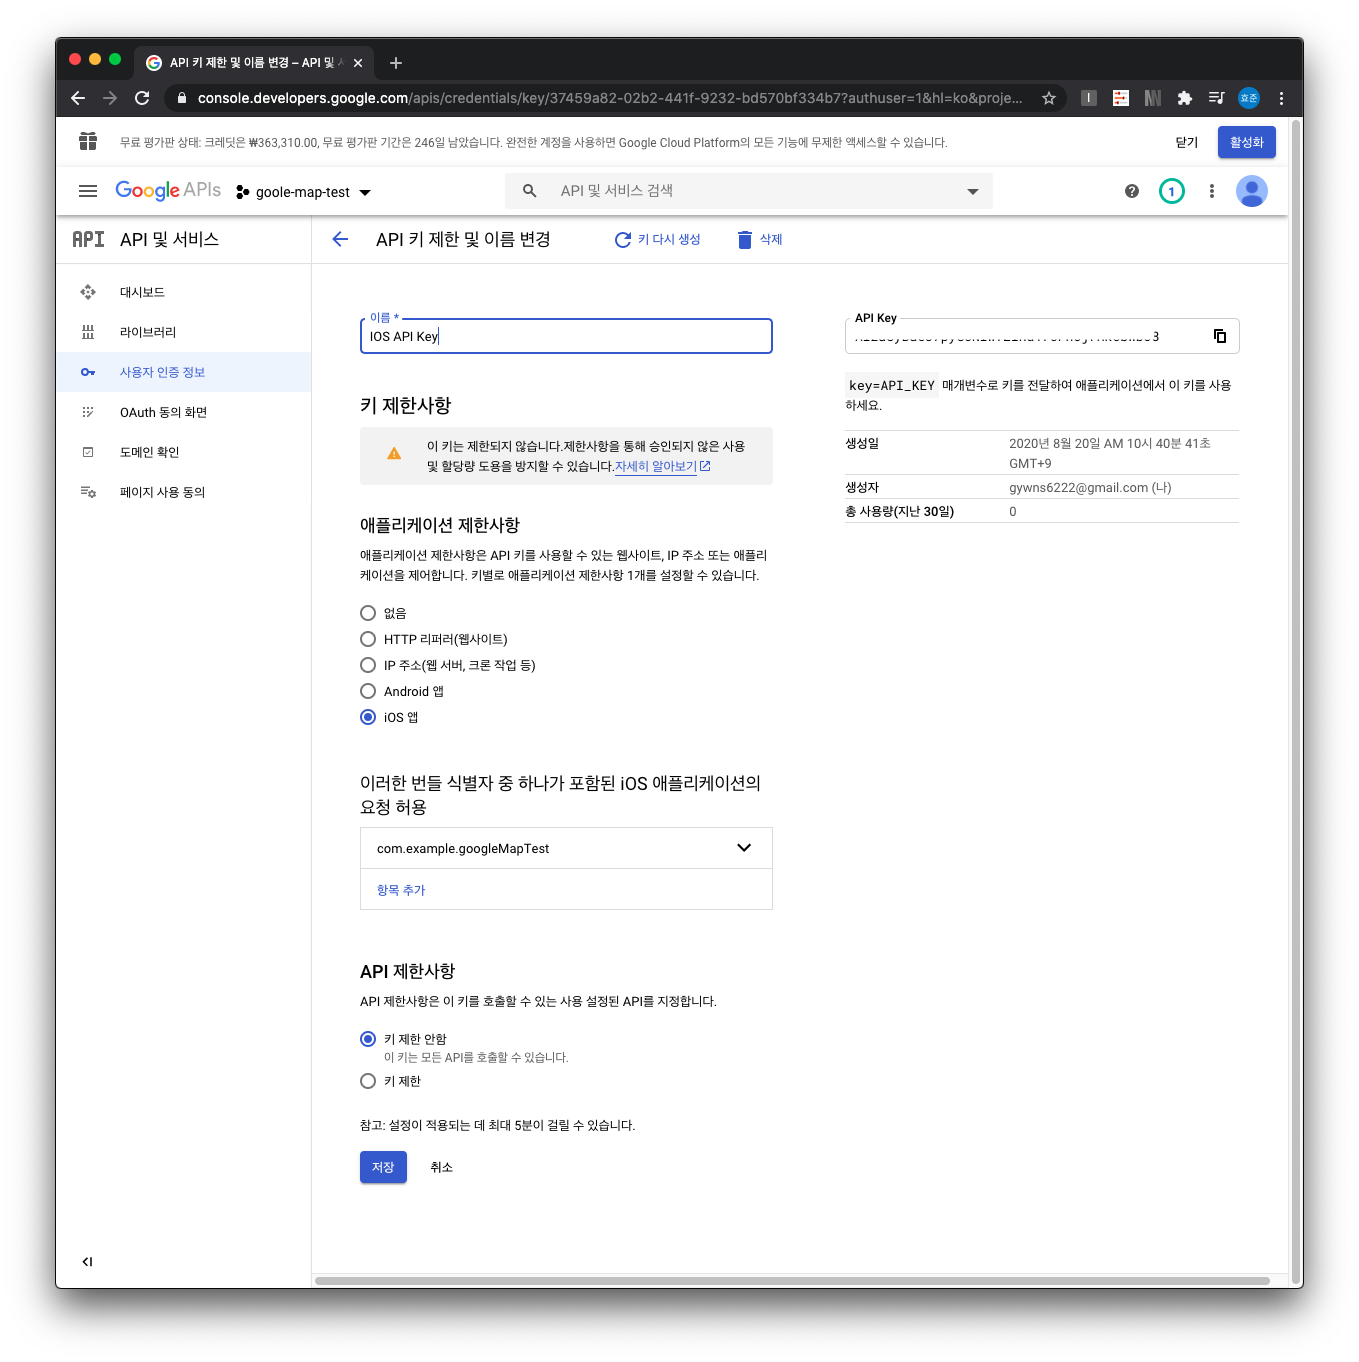 API 키 제한 및 이름 변경 – API 및
console.developers.google.com/apis/credentials/key/37459a82-02b2-441f-9232-bd570bf334b7?authuser=1&hl=ko&proje...
효준
무료 평가판 상태: 크레딧은 ₩363,310.00, 무료 평가판 기간은 246일 남았습니다. 완전한 계정을 사용하면 Google Cloud Platform의 모든 기능에 무제한 액세스할 수 있습니다.
닫기
활성화
Google APIs
goole-map-test
API 및 서비스 검색
1
API
API 및 서비스
API 키 제한 및 이름 변경
키 다시 생성
삭제
대시보드
라이브러리
사용자 인증 정보
OAuth 동의 화면
도메인 확인
페이지 사용 동의
이름 *
IOS API Key
키 제한사항
이 키는 제한되지 않습니다.제한사항을 통해 승인되지 않은 사용
및 할당량 도용을 방지할 수 있습니다.자세히 알아보기
애플리케이션 제한사항
애플리케이션 제한사항은 API 키를 사용할 수 있는 웹사이트, IP 주소 또는 애플리
케이션을 제어합니다. 키별로 애플리케이션 제한사항 1개를 설정할 수 있습니다.
없음
HTTP 리퍼러(웹사이트)
IP 주소(웹 서버, 크론 작업 등)
Android 앱
iOS 앱
이러한 번들 식별자 중 하나가 포함된 iOS 애플리케이션의
요청 허용
com.example.googleMapTest
항목 추가
API 제한사항
API 제한사항은 이 키를 호출할 수 있는 사용 설정된 API를 지정합니다.
키 제한 안함
이 키는 모든 API를 호출할 수 있습니다.
키 제한
참고: 설정이 적용되는 데 최대 5분이 걸릴 수 있습니다.
저장
취소
API Key
key=API_KEY 매개변수로 키를 전달하여 애플리케이션에서 이 키를 사용
하세요.
생성일
2020년 8월 20일 AM 10시 40분 41초
GMT+9
생성자
gywns6222@gmail.com (나)
총 사용량(지난 30일)
0